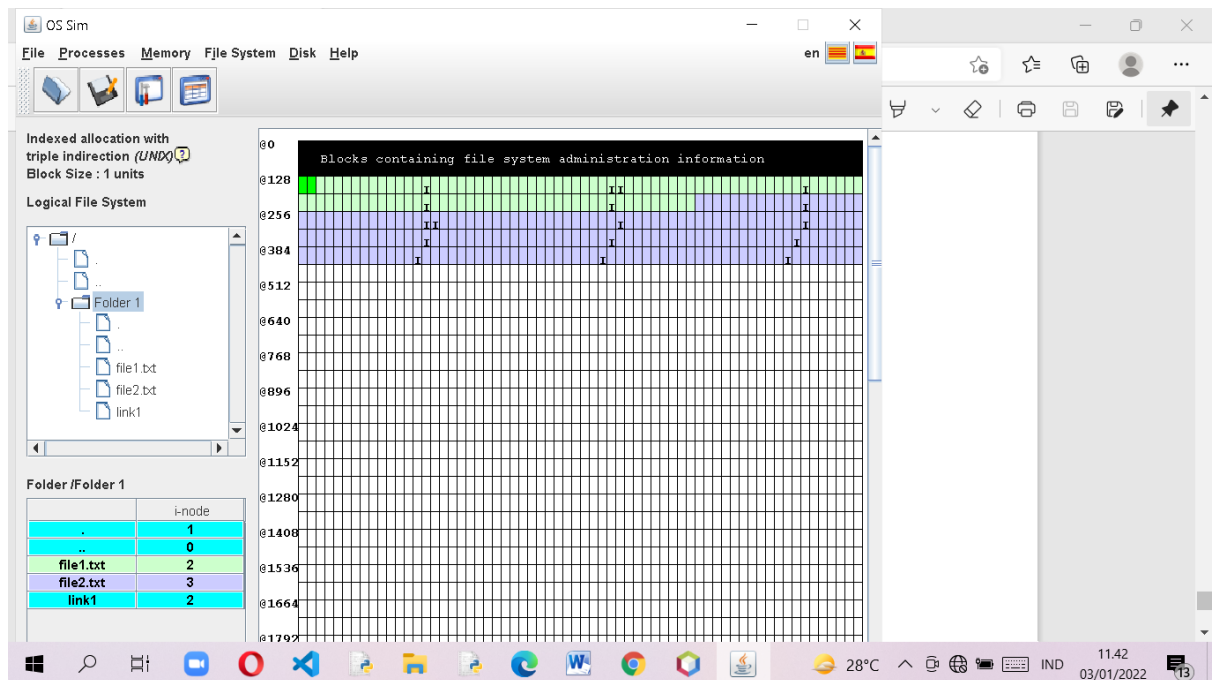 OS Sim
File Processes Memory File System Disk Help
en
Indexed allocation with
triple indirection (UNIX)
Block Size : 1 units
Logical File System
/
.
..
Folder 1
.
..
file1.txt
file2.txt
link1
Folder /Folder 1
i-node
. 1
.. 0
file1.txt 2
file2.txt 3
link1 2
@0
Blocks containing file system administration information
@128
I I I I
I I I
@256
I I I I
I I I
@384
I I I
@512
@640
@768
@896
@1024
@1152
@1280
@1408
@1536
@1664
@1792
28°C
IND
11.42
03/01/2022
13